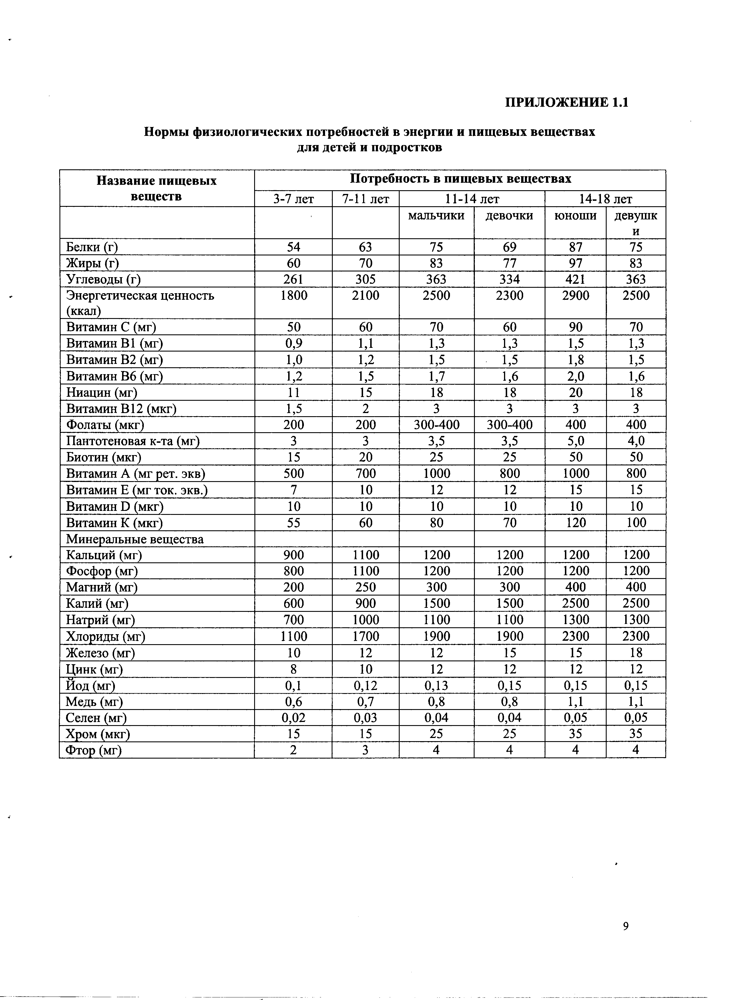 ПРИЛОЖЕНИЕ 1.1
Нормы физиологических потребностей в энергии и пищевых веществах
для детей и подростков
Название пищевых веществ Потребность в пищевых веществах
3-7 лет 7-11 лет 11-14 лет 14-18 лет
мальчики девочки юноши девушки
Белки (г) 54 63 75 69 87 75
Жиры (г) 60 70 83 77 97 83
Углеводы (г) 261 305 363 334 421 363
Энергетическая ценность (ккал) 1800 2100 2500 2300 2900 2500
Витамин С (мг) 50 60 70 60 90 70
Витамин В1 (мг) 0,9 1,1 1,3 1,3 1,5 1,3
Витамин В2 (мг) 1,0 1,2 1,5 1,5 1,8 1,5
Витамин В6 (мг) 1,2 1,5 1,7 1,6 2,0 1,6
Ниацин (мг) 11 15 18 18 20 18
Витамин В12 (мкг) 1,5 2 3 3 3 3
Фолаты (мкг) 200 200 300-400 300-400 400 400
Пантотеновая к-та (мг) 3 3 3,5 3,5 5,0 4,0
Биотин (мкг) 15 20 25 25 50 50
Витамин А (мг рет. экв) 500 700 1000 800 1000 800
Витамин Е (мг ток. экв.) 7 10 12 12 15 15
Витамин D (мкг) 10 10 10 10 10 10
Витамин К (мкг) 55 60 80 70 120 100
Минеральные вещества
Кальций (мг) 900 1100 1200 1200 1200 1200
Фосфор (мг) 800 1100 1200 1200 1200 1200
Магний (мг) 200 250 300 300 400 400
Калий (мг) 600 900 1500 1500 2500 2500
Натрий (мг) 700 1000 1100 1100 1300 1300
Хлориды (мг) 1100 1700 1900 1900 2300 2300
Железо (мг) 10 12 12 15 15 18
Цинк (мг) 8 10 12 12 12 12
Йод (мг) 0,1 0,12 0,13 0,15 0,15 0,15
Медь (мг) 0,6 0,7 0,8 0,8 1,1 1,1
Селен (мг) 0,02 0,03 0,04 0,04 0,05 0,05
Хром (мкг) 15 15 25 25 35 35
Фтор (мг) 2 3 4 4 4 4
9